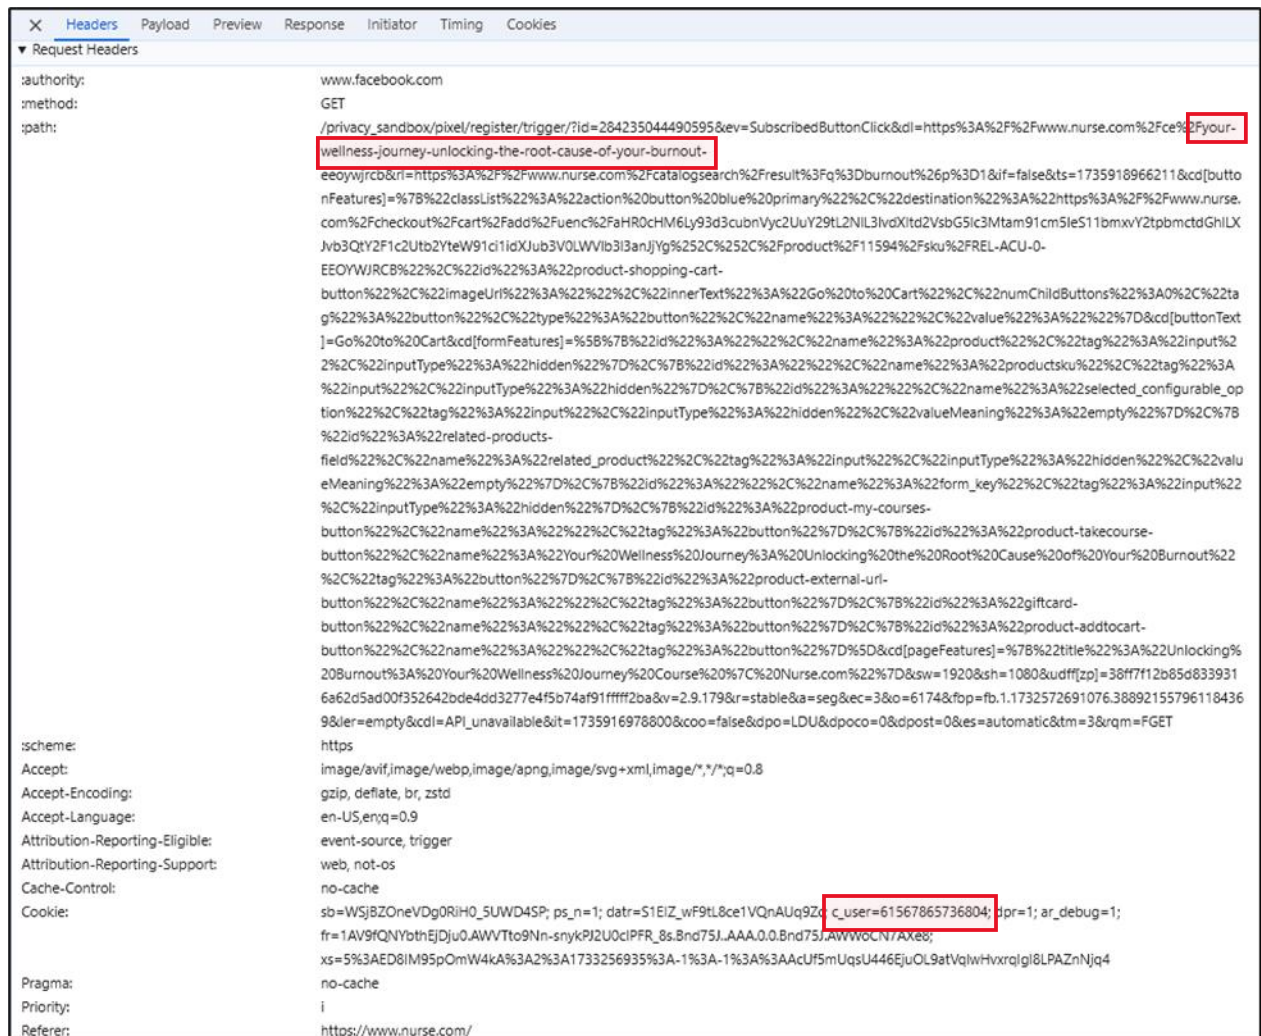 Headers Payload Preview Response Initiator Timing Cookies
▼ Request Headers
:authority: www.facebook.com
:method: GET
:path: /privacy_sandbox/pixel/register/trigger/?id=284235044490595&ev=SubscribedButtonClick&dl=https%3A%2F%2Fwww.nurse.com%2Fce%2Fyour-
wellness-journey-unlocking-the-root-cause-of-your-burnout-
eeoywjrcb&rl=https%3A%2F%2Fwww.nurse.com%2Fcatalogsearch%2Fresult%3Fq%3Dburnout%26p%3D1&if=false&ts=1735918966211&cd[butto
nFeatures]=%7B%22classList%22%3A%22action%20button%20blue%20primary%22%2C%22destination%22%3A%22https%3A%2F%2Fwww.nurse.
com%2Fcheckout%2Fcart%2Fadd%2Fuenc%2FaHR0cHM6Ly93d3cubnVyc2UuY29tL2NlL3lvdXItd2VsbG5lc3Mtam91cm5leS11bmxvY2tpbmctdGhlLX
Jvb3QtY2F1c2Utb2YteW91ci1idXJub3V0LWVlb3l3anJjYg%252C%252C%2Fproduct%2F11594%2Fsku%2FREL-ACU-0-
EEOYWJRCB%22%2C%22id%22%3A%22product-shopping-cart-
button%22%2C%22imageUrl%22%3A%22%22%2C%22innerText%22%3A%22Go%20to%20Cart%22%2C%22numChildButtons%22%3A0%2C%22ta
g%22%3A%22button%22%2C%22type%22%3A%22button%22%2C%22name%22%3A%22%22%2C%22value%22%3A%22%22%7D&cd[buttonText
]=Go%20to%20Cart&cd[formFeatures]=%5B%7B%22id%22%3A%22%22%2C%22name%22%3A%22product%22%2C%22tag%22%3A%22input%2
2%2C%22inputType%22%3A%22hidden%22%7D%2C%7B%22id%22%3A%22%22%2C%22name%22%3A%22productsku%22%2C%22tag%22%3A
%22input%22%2C%22inputType%22%3A%22hidden%22%7D%2C%7B%22id%22%3A%22%22%2C%22name%22%3A%22selected_configurable_op
tion%22%2C%22tag%22%3A%22input%22%2C%22inputType%22%3A%22hidden%22%2C%22valueMeaning%22%3A%22empty%22%7D%2C%7B
%22id%22%3A%22related-products-
field%22%2C%22name%22%3A%22related_product%22%2C%22tag%22%3A%22input%22%2C%22inputType%22%3A%22hidden%22%2C%22valu
eMeaning%22%3A%22empty%22%7D%2C%7B%22id%22%3A%22%22%2C%22name%22%3A%22form_key%22%2C%22tag%22%3A%22input%22
%2C%22inputType%22%3A%22hidden%22%7D%2C%7B%22id%22%3A%22product-my-courses-
button%22%2C%22name%22%3A%22%22%2C%22tag%22%3A%22button%22%7D%2C%7B%22id%22%3A%22product-takecourse-
button%22%2C%22name%22%3A%22Your%20Wellness%20Journey%3A%20Unlocking%20the%20Root%20Cause%20of%20Your%20Burnout%22
%2C%22tag%22%3A%22button%22%7D%2C%7B%22id%22%3A%22product-external-url-
button%22%2C%22name%22%3A%22%22%2C%22tag%22%3A%22button%22%7D%2C%7B%22id%22%3A%22giftcard-
button%22%2C%22name%22%3A%22%22%2C%22tag%22%3A%22button%22%7D%2C%7B%22id%22%3A%22product-addtocart-
button%22%2C%22name%22%3A%22%22%2C%22tag%22%3A%22button%22%7D%5D&cd[pageFeatures]=%7B%22title%22%3A%22Unlocking%
20Burnout%3A%20Your%20Wellness%20Journey%20Course%20%7C%20Nurse.com%22%7D&sw=1920&sh=1080&udff[zp]=38ff7f12b85d833931
6a62d5ad00f352642bde4dd3277e4f5b74af91fffff2ba&v=2.9.179&r=stable&a=seg&ec=3&o=6174&fbp=fb.1.1732572691076.38892155796118436
9&ler=empty&cdl=API_unavailable&it=1735916978800&coo=false&dpo=LDU&dpoco=0&dpost=0&es=automatic&tm=3&rqm=FGET
:scheme: https
Accept: image/avif,image/webp,image/apng,image/svg+xml,image/*,*/*;q=0.8
Accept-Encoding: gzip, deflate, br, zstd
Accept-Language: en-US,en;q=0.9
Attribution-Reporting-Eligible: event-source, trigger
Attribution-Reporting-Support: web, not-os
Cache-Control: no-cache
Cookie: ps_n=1; c_user=61567865736804; dpr=1; ar_debug=1;
Pragma: no-cache
Priority: i
Referer: https://www.nurse.com/